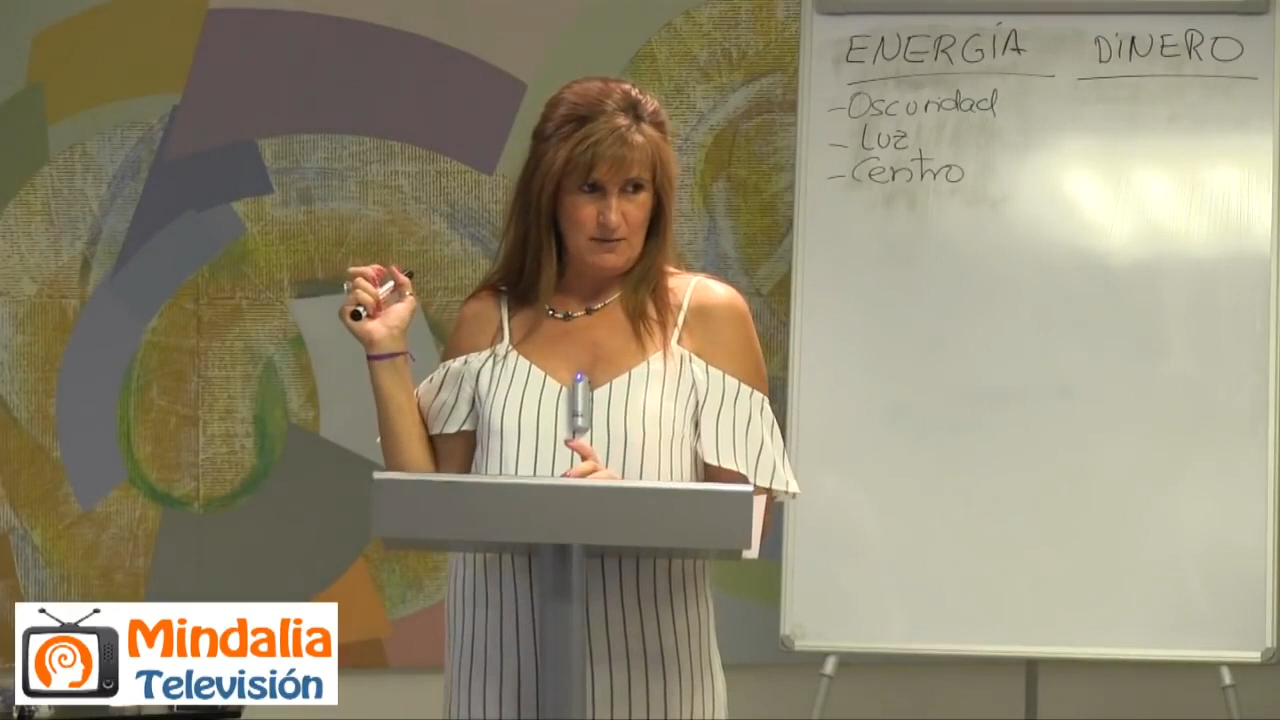 ENERGÍA DINERO
-Oscuridad
- Luz
-Centro
Mindalia
Televisión